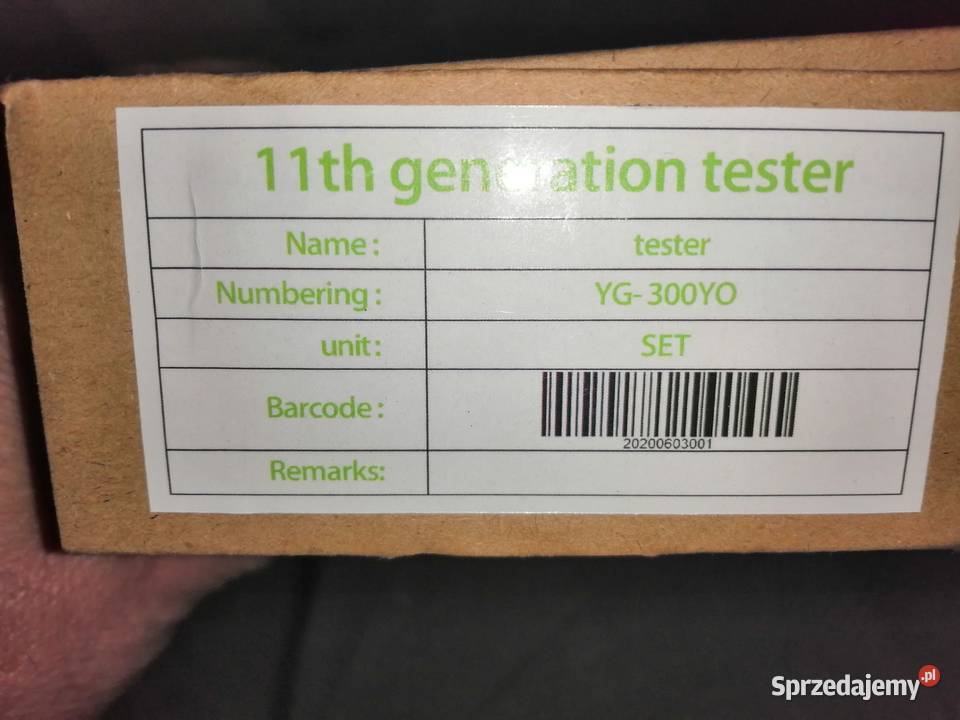 11th generation tester
Name: tester
Numbering: YG-300YO
unit: SET
Barcode:
20200603001
Remarks:
Sprzedajemy.pl